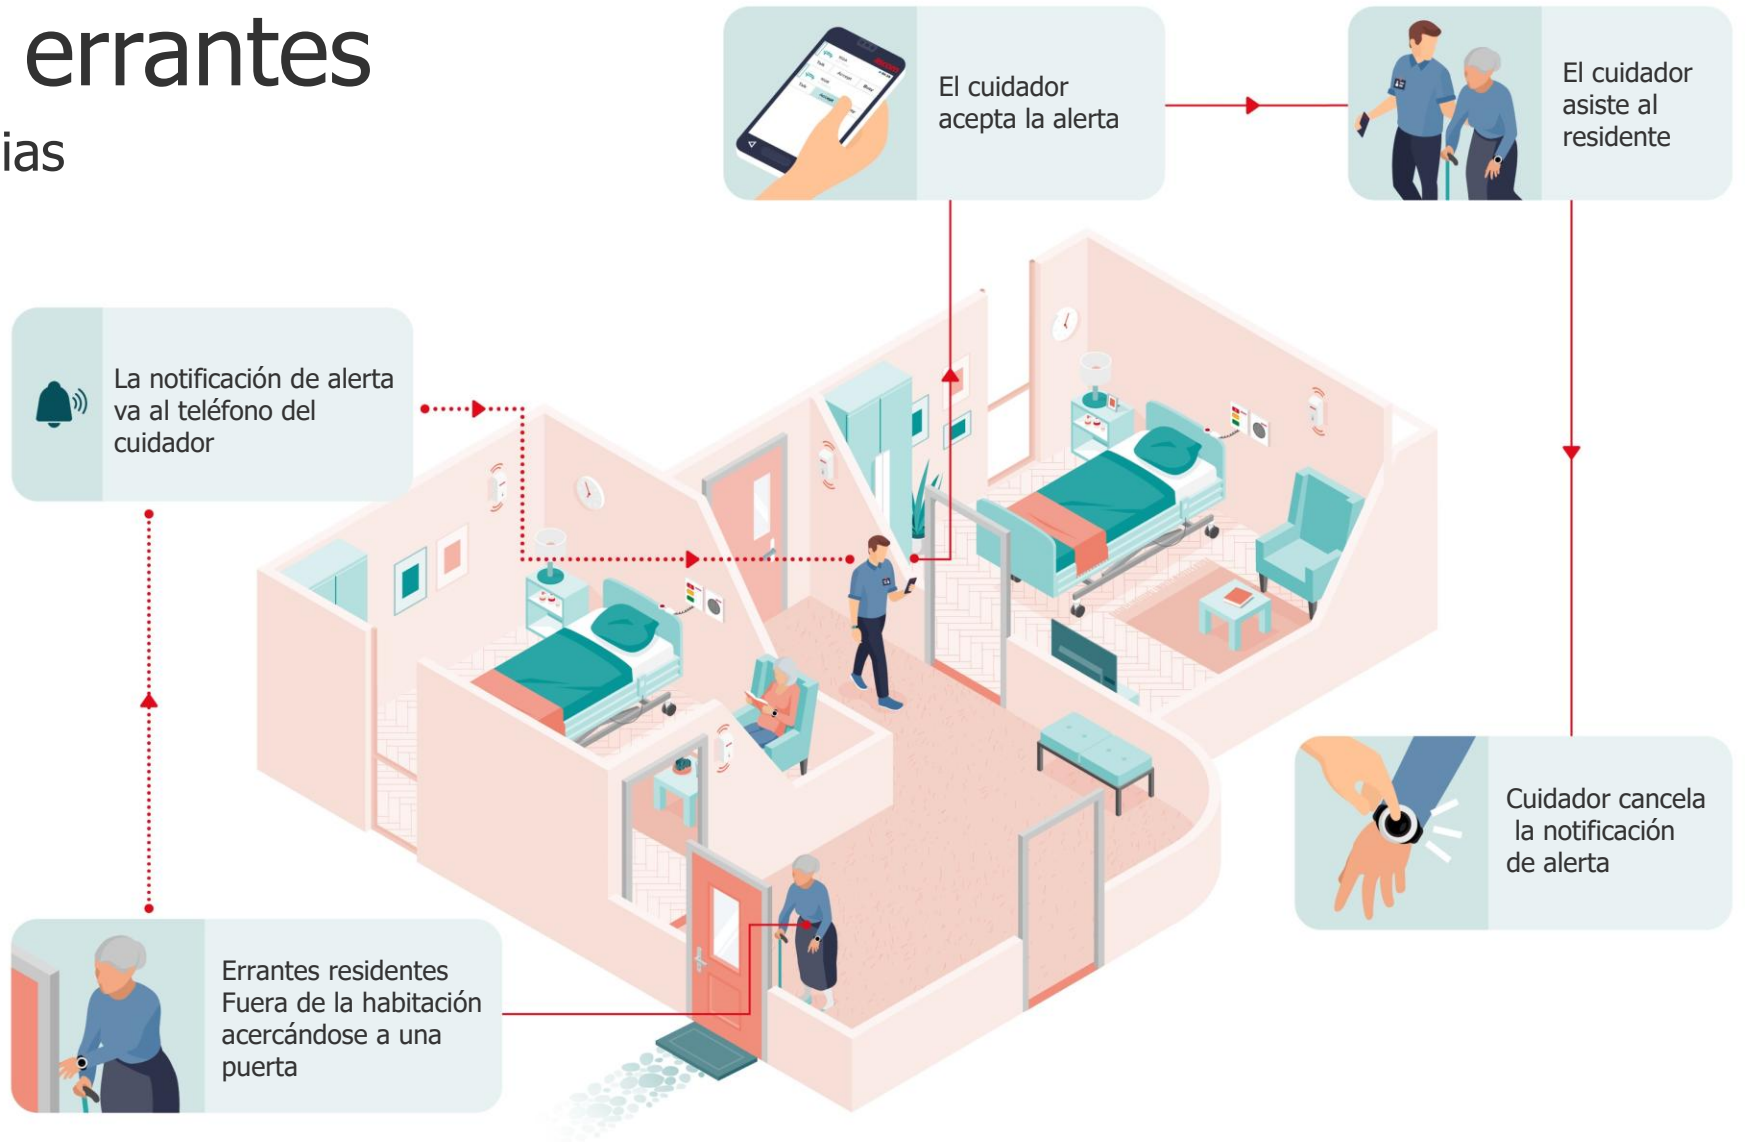 errantes
ias
El cuidador
acepta la alerta
El cuidador
asiste al
residente
La notificación de alerta
va al teléfono del
cuidador
Cuidador cancela
la notificación
de alerta
Errantes residentes
Fuera de la habitación
acercándose a una
puerta